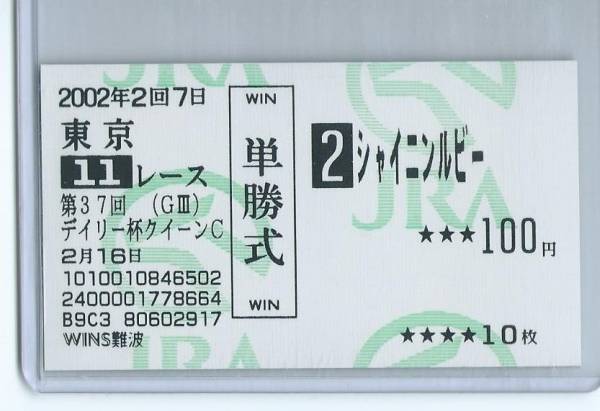 2002年2回7日
東京
11レース
第37回 (GⅢ)
デイリー杯クイーンC
2月16日
1010010846502
2400001778664
B9C3 80602917
WINS難波
WIN
単勝式
WIN
2 シャイニンルビー
★★★100円
★★★★10枚
JRA
JRA
JRA
JRA